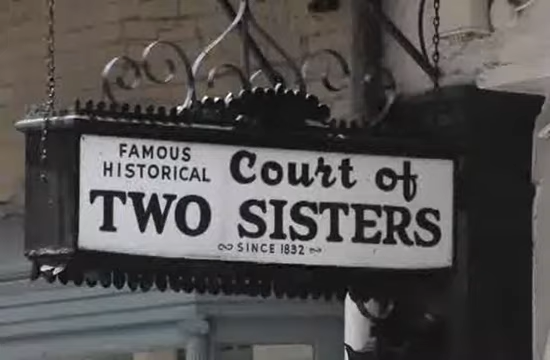 FAMOUS
HISTORICAL
Court of
TWO SISTERS
SINCE 1832